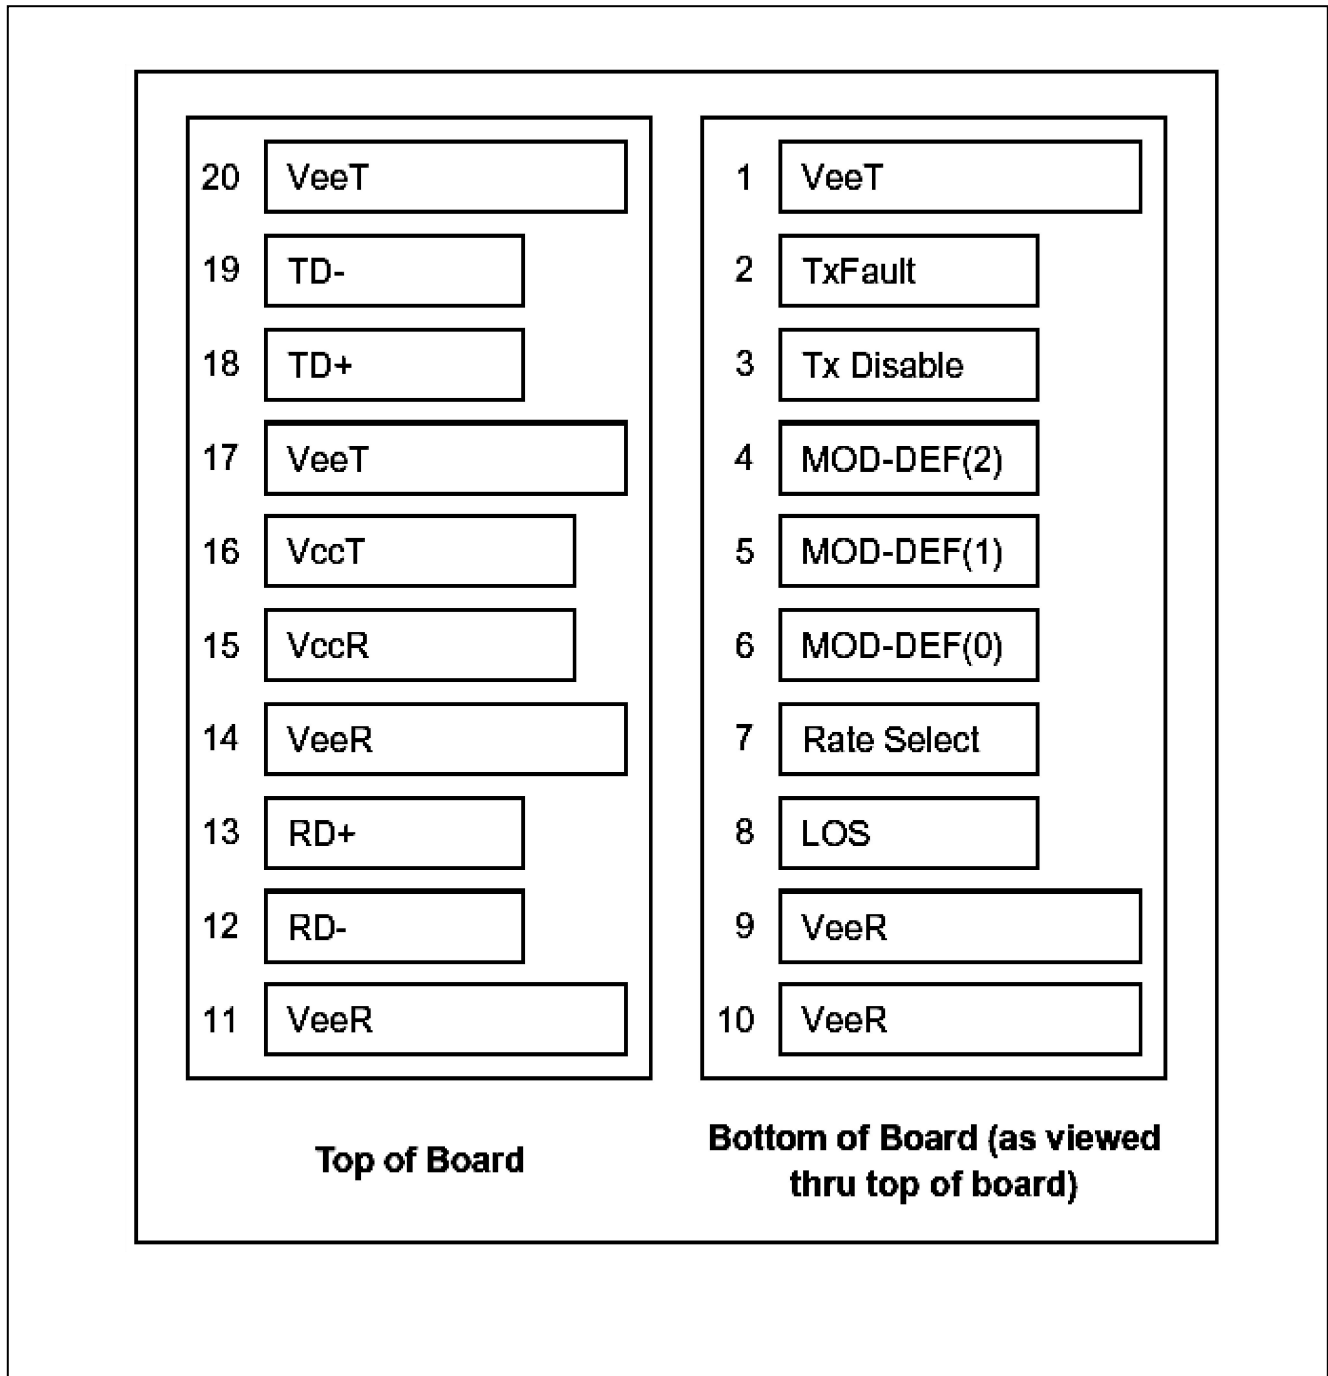 20 VeeT
19 TD-
18 TD+
17 VeeT
16 VccT
15 VccR
14 VeeR
13 RD+
12 RD-
11 VeeR
Top of Board
1 VeeT
2 TxFault
3 Tx Disable
4 MOD-DEF(2)
5 MOD-DEF(1)
6 MOD-DEF(0)
7 Rate Select
8 LOS
9 VeeR
10 VeeR
Bottom of Board (as viewed
thru top of board)